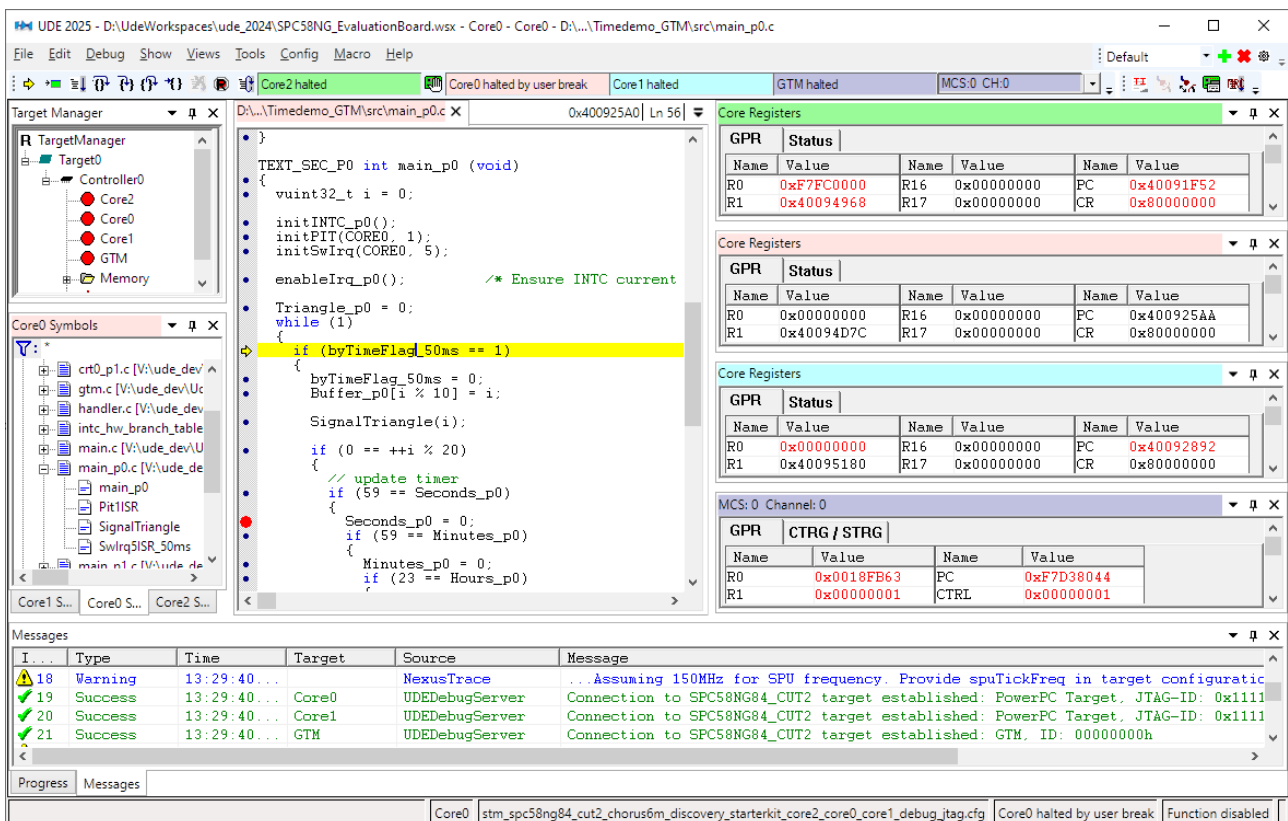 UDE 2025 - D:\UdeWorkspaces\ude_2024\SPC58NG_EvaluationBoard.wsx - Core0 - Core0 - D:\...\Timedemo_GTM\src\main_p0.c
File Edit Debug Show Views Tools Config Macro Help
Default
Core2 halted
Core0 halted by user break
Core1 halted
GTM halted
MCS:0 CH:0
Target Manager
R TargetManager
Target0
Controller0
Core2
Core0
Core1
GTM
Memory
Core0 Symbols
: *
crt0_p1.c [V:\ude_dev\
gtm.c [V:\ude_dev\Uc
handler.c [V:\ude_dev
intc_hw_branch_table
main.c [V:\ude_dev\U
main_p0.c [V:\ude_de
main_p0
Pit1ISR
SignalTriangle
SwIrq5ISR_50ms
main_p1.c [V:\ude_de
Core1 S... Core0 S... Core2 S...
D:\...\Timedemo_GTM\src\main_p0.c
0x400925A0 Ln 56
}
TEXT_SEC_P0 int main_p0 (void)
{
vuint32_t i = 0;
initINTC_p0();
initPIT(CORE0, 1);
initSwIrq(CORE0, 5);
enableIrq_p0(); /* Ensure INTC current
Triangle_p0 = 0;
while (1)
{
if (byTimeFlag_50ms == 1)
{
byTimeFlag_50ms = 0;
Buffer_p0[i % 10] = i;
SignalTriangle(i);
if (0 == ++i % 20)
{
// update timer
if (59 == Seconds_p0)
{
Seconds_p0 = 0;
if (59 == Minutes_p0)
{
Minutes_p0 = 0;
if (23 == Hours_p0)
Core Registers
GPR Status
Name Value Name Value Name Value
R0 0xF7FC0000 R16 0x00000000 PC 0x40091F52
R1 0x40094968 R17 0x00000000 CR 0x80000000
Core Registers
GPR Status
Name Value Name Value Name Value
R0 0x00000000 R16 0x00000000 PC 0x400925AA
R1 0x40094D7C R17 0x00000000 CR 0x80000000
Core Registers
GPR Status
Name Value Name Value Name Value
R0 0x00000000 R16 0x00000000 PC 0x40092892
R1 0x40095180 R17 0x00000000 CR 0x80000000
MCS: 0 Channel: 0
GPR CTRG / STRG
Name Value Name Value
R0 0x0018FB63 PC 0xF7D38044
R1 0x00000001 CTRL 0x00000001
Messages
I... Type Time Target Source Message
18 Warning 13:29:40... NexusTrace ...Assuming 150MHz for SPU frequency. Provide spuTickFreq in target configuratio
19 Success 13:29:40... Core0 UDEDebugServer Connection to SPC58NG84_CUT2 target established: PowerPC Target, JTAG-ID: 0x1111
20 Success 13:29:40... Core1 UDEDebugServer Connection to SPC58NG84_CUT2 target established: PowerPC Target, JTAG-ID: 0x1111
21 Success 13:29:40... GTM UDEDebugServer Connection to SPC58NG84_CUT2 target established: GTM, ID: 00000000h
Progress Messages
Core0 stm_spc58ng84_cut2_chorus6m_discovery_starterkit_core2_core0_core1_debug_jtag.cfg Core0 halted by user break Function disabled